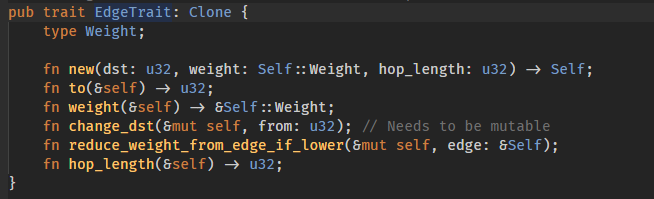 pub trait EdgeTrait: Clone {
    type Weight;

    fn new(dst: u32, weight: Self::Weight, hop_length: u32) -> Self;
    fn to(&self) -> u32;
    fn weight(&self) -> &Self::Weight;
    fn change_dst(&mut self, from: u32); // Needs to be mutable
    fn reduce_weight_from_edge_if_lower(&mut self, edge: &Self);
    fn hop_length(&self) -> u32;
}